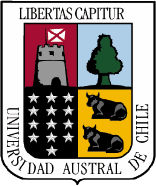 LIBERTAS CAPITUR
UNIVERSIDAD AUSTRAL DE CHILE